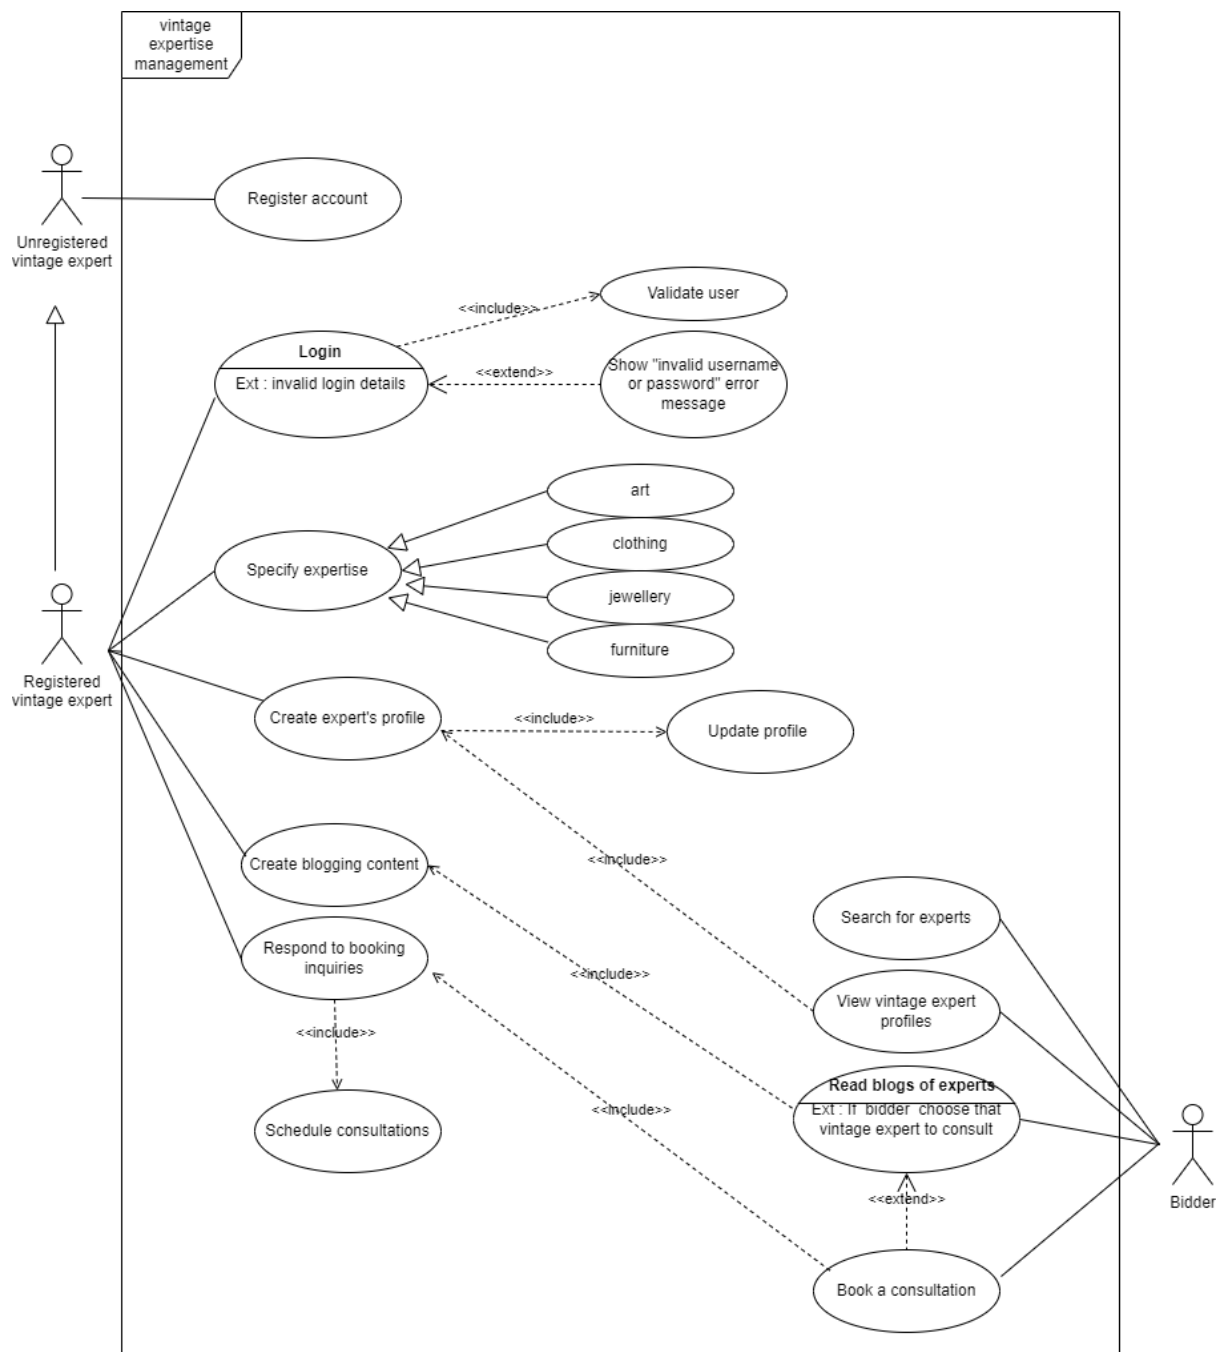 vintage
expertise
management
Register account
Unregistered
vintage expert
Validate user
<<include>>
Login
Ext : invalid login details
<<extend>>
Show "invalid username
or password" error
message
art
clothing
Specify expertise
jewellery
furniture
Registered
vintage expert
Create expert's profile
<<include>>
Update profile
<<include>>
Create blogging content
Search for experts
Respond to booking
inquiries
<<include>>
View vintage expert
profiles
<<include>>
Read blogs of experts
Ext : If bidder choose that
vintage expert to consult
<<include>>
Schedule consultations
<<extend>>
Bidder
Book a consultation